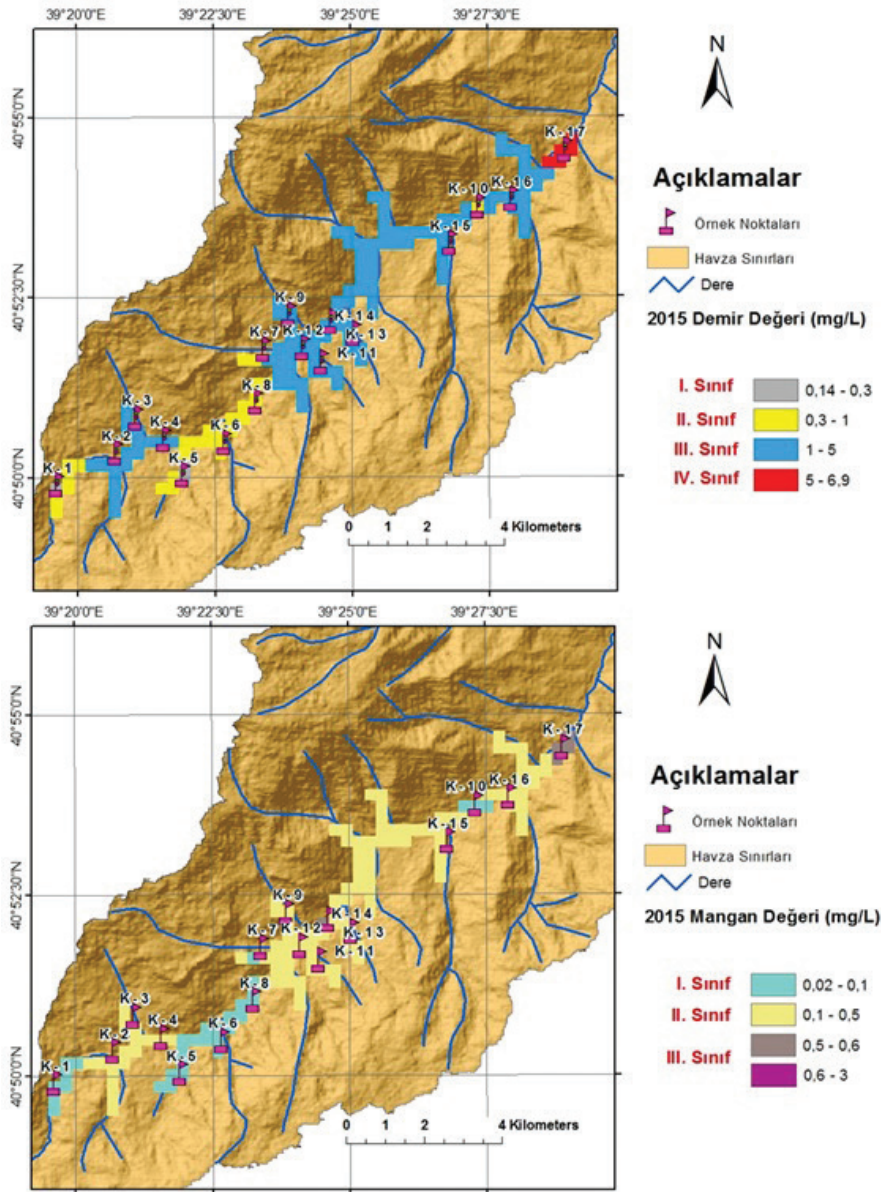 39°20'0"E 39°22'30"E 39°25'0"E 39°27'30"E
N
40°55'0"N
K - 17
Açıklamalar
K - 16
K - 10
Örnek Noktaları
K - 15
Havza Sınırları
Dere
40°52'30"N
K - 9
K - 14
2015 Demir Değeri (mg/L)
K - 7 K - 12 K - 13
K - 11
I. Sınıf 0,14 - 0,3
K - 8
II. Sınıf 0,3 - 1
K - 3
K - 4
K - 6
III. Sınıf 1 - 5
K - 2
K - 5
K - 1
IV. Sınıf 5 - 6,9
40°50'0"N
0 1 2 4 Kilometers
39°20'0"E 39°22'30"E 39°25'0"E 39°27'30"E
N
40°55'0"N
K - 17
Açıklamalar
K - 10 K - 16
Örnek Noktaları
K - 15
Havza Sınırları
Dere
40°52'30"N
K - 9
K - 14
2015 Mangan Değeri (mg/L)
K - 7 K - 12 K - 13
K - 11
I. Sınıf 0,02 - 0,1
K - 8
II. Sınıf 0,1 - 0,5
K - 3
K - 4
K - 6
0,5 - 0,6
K - 2
III. Sınıf
K - 5
K - 1
0,6 - 3
40°50'0"N
0 1 2 4 Kilometers